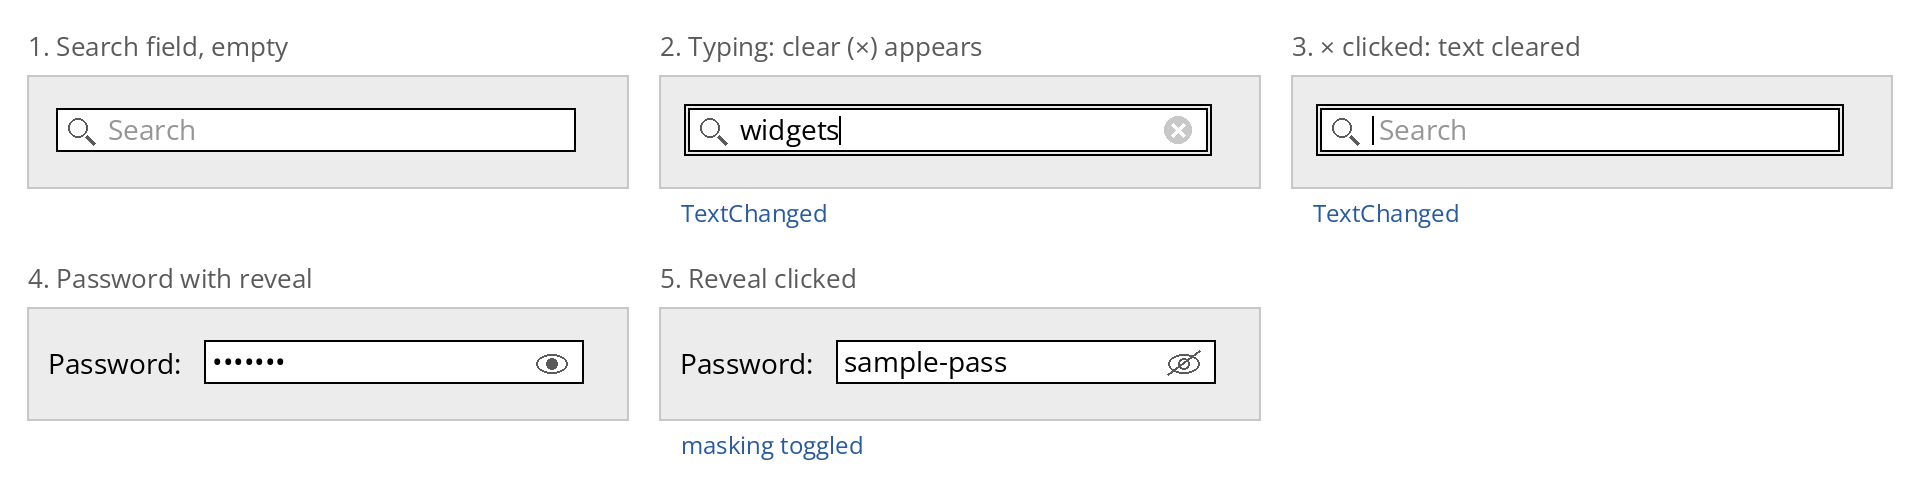 1. Search field, empty
Search
2. Typing: clear (×) appears
widgets
TextChanged
3. × clicked: text cleared
Search
TextChanged
4. Password with reveal
Password: •••••••
5. Reveal clicked
Password: sample-pass
masking toggled